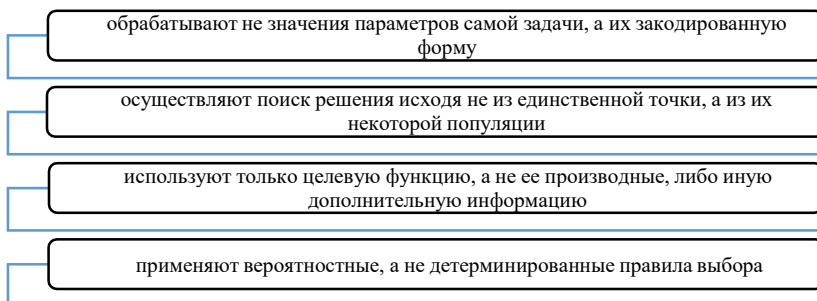 обрабатывают не значения параметров самой задачи, а их закодированную
форму
осуществляют поиск решения исходя не из единственной точки, а из их
некоторой популяции
используют только целевую функцию, а не ее производные, либо иную
дополнительную информацию
применяют вероятностные, а не детерминированные правила выбора